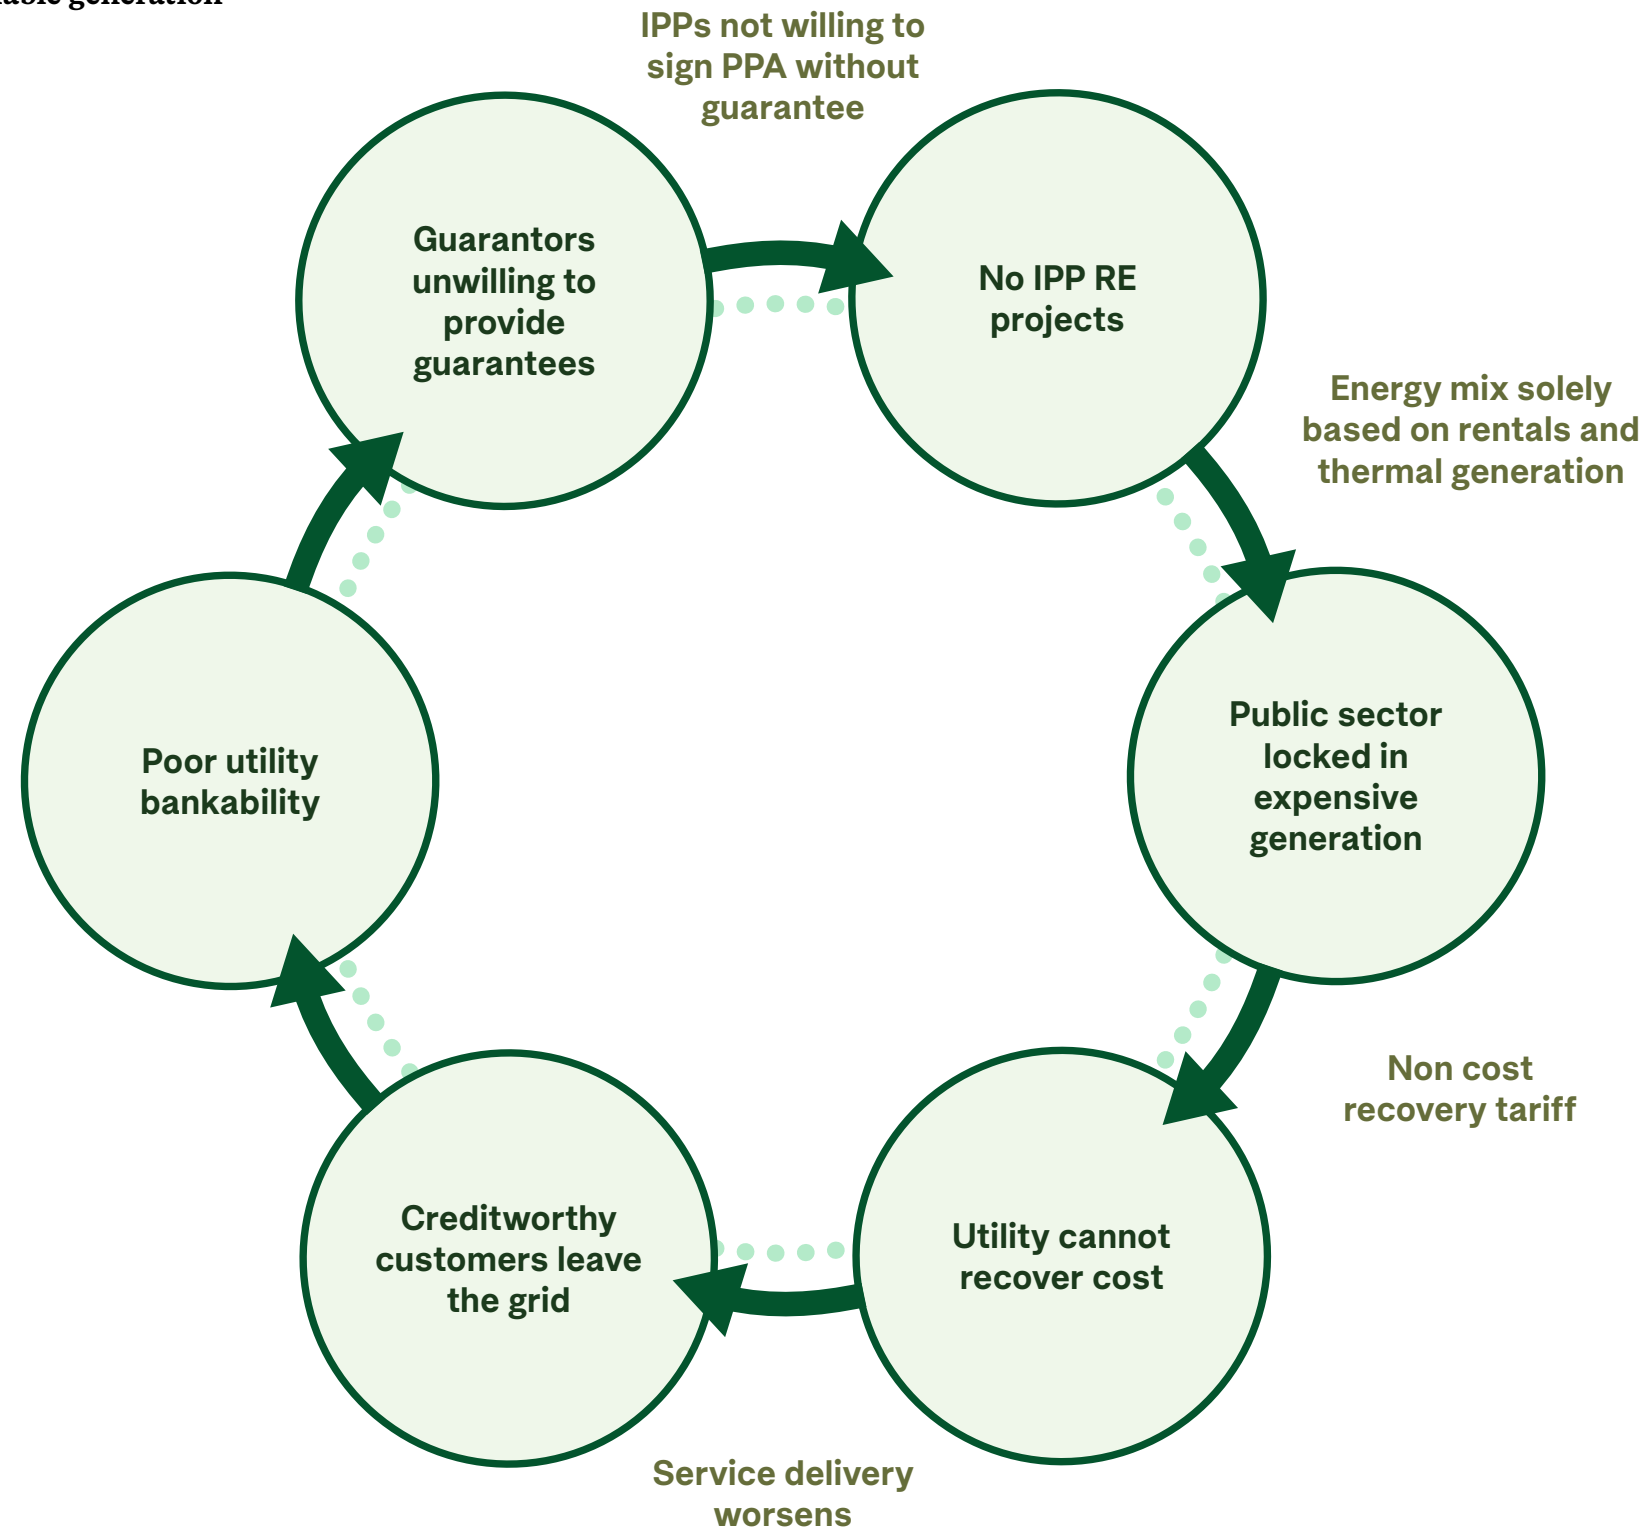 generation
IPPs not willing to
sign PPA without
guarantee
Guarantors
unwilling to
provide
guarantees
No IPP RE
projects
Energy mix solely
based on rentals and
thermal generation
Public sector
locked in
expensive
generation
Poor utility
bankability
Non cost
recovery tariff
Creditworthy
customers leave
the grid
Utility cannot
recover cost
Service delivery
worsens